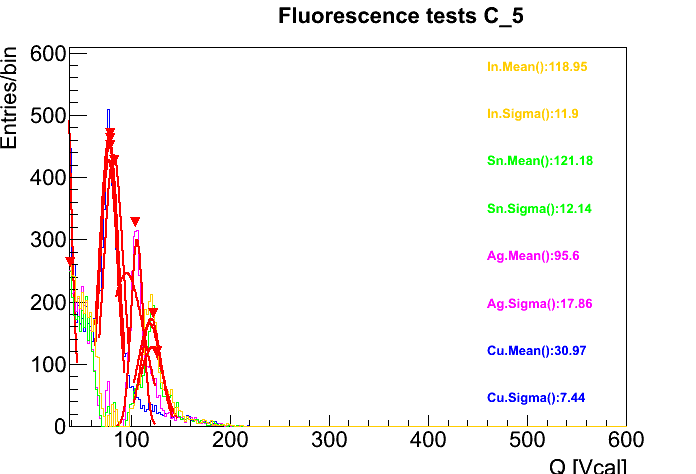 Fluorescence tests C_5
Entries/bin
600
500
400
300
200
100
0
In.Mean():118.95
In.Sigma():11.9
Sn.Mean():121.18
Sn.Sigma():12.14
Ag.Mean():95.6
Ag.Sigma():17.86
Cu.Mean():30.97
Cu.Sigma():7.44
100 200 300 400 500 600
Q [Vcal]